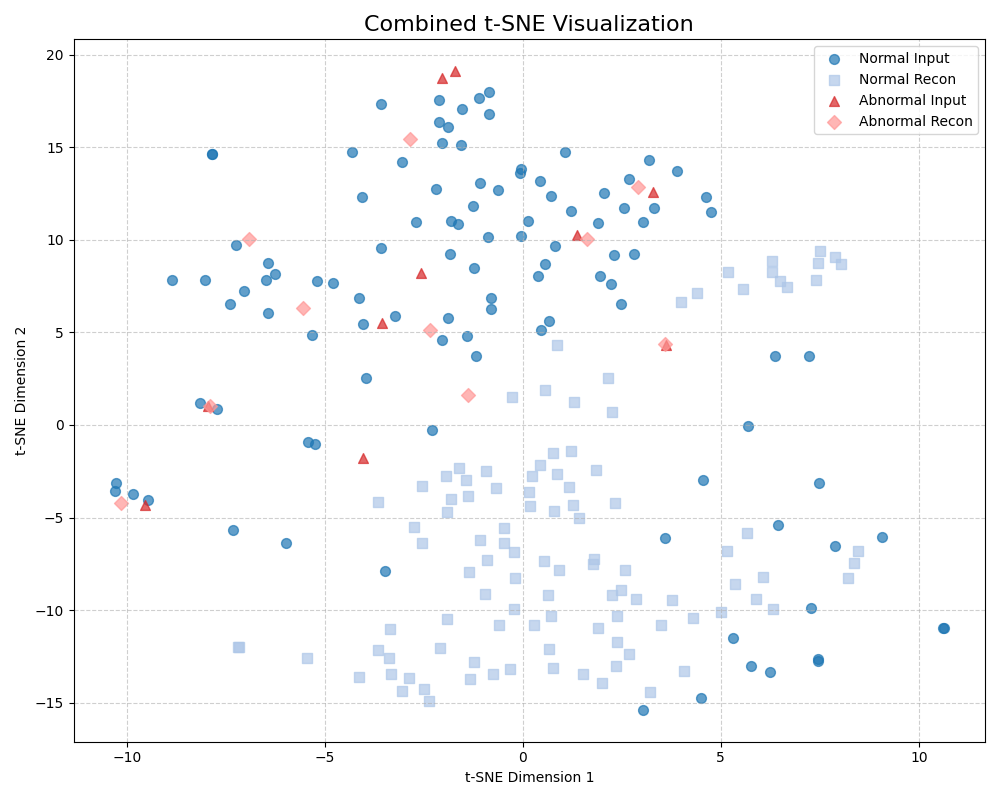 Combined t-SNE Visualization
Normal Input
Normal Recon
Abnormal Input
Abnormal Recon
t-SNE Dimension 2
20
15
10
5
0
−5
−10
−15
−10
−5
0
5
10
t-SNE Dimension 1